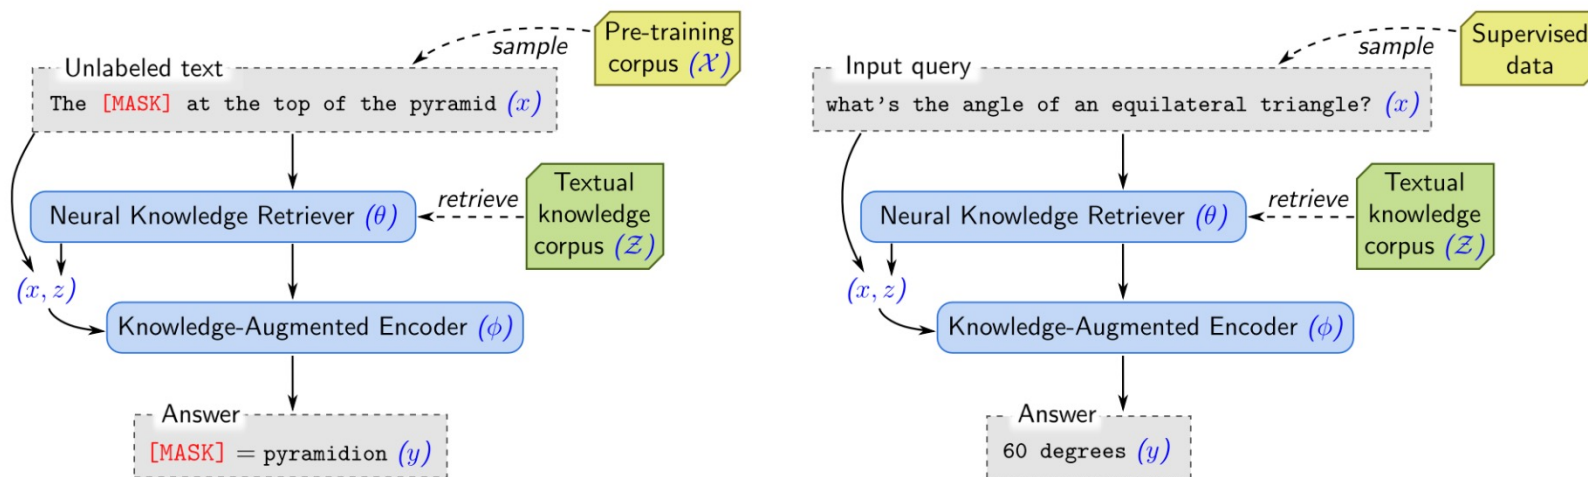 Pre-training
corpus (𝒳)
sample
Unlabeled text
The [MASK] at the top of the pyramid (x)
Neural Knowledge Retriever (θ)
retrieve
Textual
knowledge
corpus (𝒵)
(x, z)
Knowledge-Augmented Encoder (ϕ)
Answer
[MASK] = pyramidion (y)
Supervised
data
sample
Input query
what's the angle of an equilateral triangle? (x)
Neural Knowledge Retriever (θ)
retrieve
Textual
knowledge
corpus (𝒵)
(x, z)
Knowledge-Augmented Encoder (ϕ)
Answer
60 degrees (y)